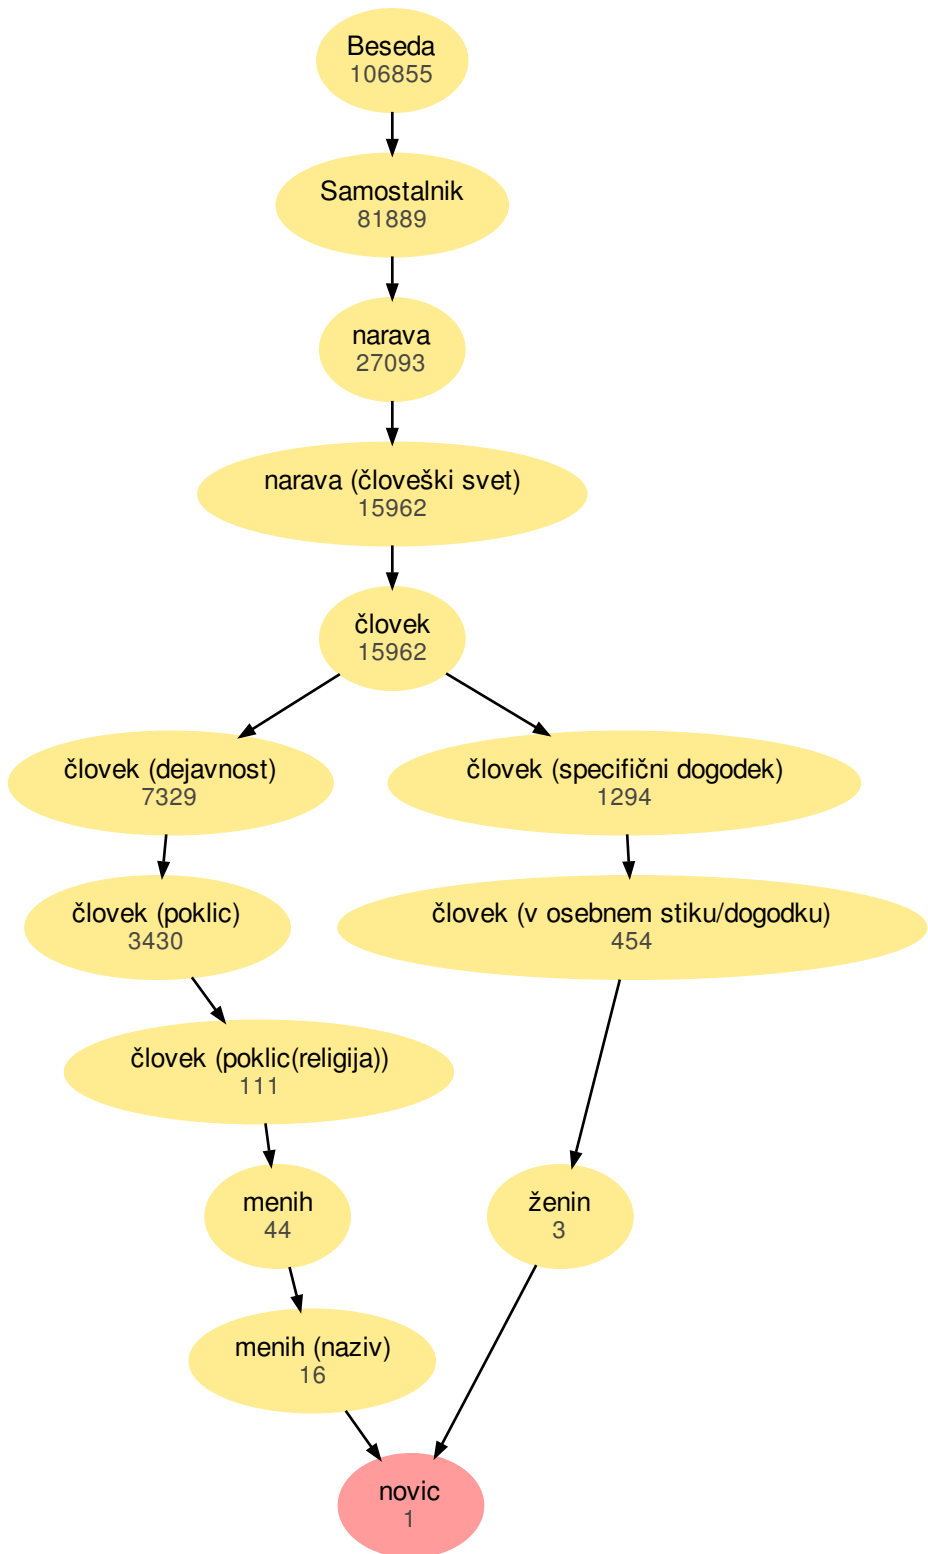 Beseda
106855
Samostalnik
81889
narava
27093
narava (človeški svet)
15962
človek
15962
človek (dejavnost)
7329
človek (specifični dogodek)
1294
človek (poklic)
3430
človek (v osebnem stiku/dogodku)
454
človek (poklic(religija))
111
menih
44
ženin
3
menih (naziv)
16
novic
1